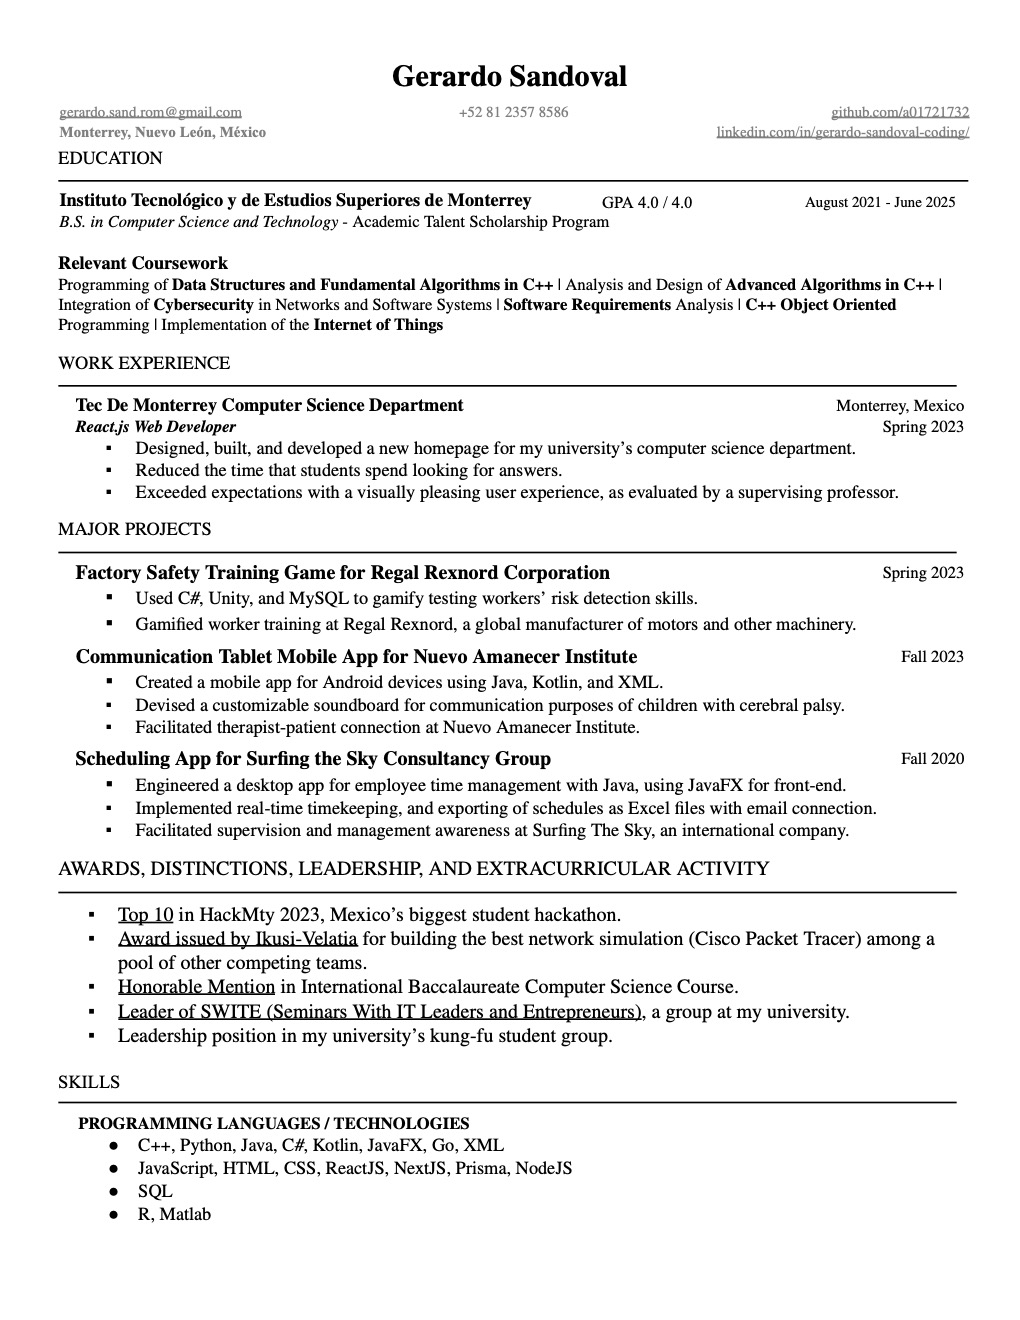 Gerardo Sandoval
gerardo.sand.rom@gmail.com +52 81 2357 8586 github.com/a01721732
Monterrey, Nuevo León, México linkedin.com/in/gerardo-sandoval-coding/
EDUCATION
Instituto Tecnológico y de Estudios Superiores de Monterrey GPA 4.0 / 4.0 August 2021 - June 2025
B.S. in Computer Science and Technology - Academic Talent Scholarship Program
Relevant Coursework
Programming of Data Structures and Fundamental Algorithms in C++ | Analysis and Design of Advanced Algorithms in C++ |
Integration of Cybersecurity in Networks and Software Systems | Software Requirements Analysis | C++ Object Oriented
Programming | Implementation of the Internet of Things
WORK EXPERIENCE
Tec De Monterrey Computer Science Department Monterrey, Mexico
React.js Web Developer Spring 2023
▪ Designed, built, and developed a new homepage for my university’s computer science department.
▪ Reduced the time that students spend looking for answers.
▪ Exceeded expectations with a visually pleasing user experience, as evaluated by a supervising professor.
MAJOR PROJECTS
Factory Safety Training Game for Regal Rexnord Corporation Spring 2023
▪ Used C#, Unity, and MySQL to gamify testing workers’ risk detection skills.
▪ Gamified worker training at Regal Rexnord, a global manufacturer of motors and other machinery.
Communication Tablet Mobile App for Nuevo Amanecer Institute Fall 2023
▪ Created a mobile app for Android devices using Java, Kotlin, and XML.
▪ Devised a customizable soundboard for communication purposes of children with cerebral palsy.
▪ Facilitated therapist-patient connection at Nuevo Amanecer Institute.
Scheduling App for Surfing the Sky Consultancy Group Fall 2020
▪ Engineered a desktop app for employee time management with Java, using JavaFX for front-end.
▪ Implemented real-time timekeeping, and exporting of schedules as Excel files with email connection.
▪ Facilitated supervision and management awareness at Surfing The Sky, an international company.
AWARDS, DISTINCTIONS, LEADERSHIP, AND EXTRACURRICULAR ACTIVITY
▪ Top 10 in HackMty 2023, Mexico’s biggest student hackathon.
▪ Award issued by Ikusi-Velatia for building the best network simulation (Cisco Packet Tracer) among a
pool of other competing teams.
▪ Honorable Mention in International Baccalaureate Computer Science Course.
▪ Leader of SWITE (Seminars With IT Leaders and Entrepreneurs), a group at my university.
▪ Leadership position in my university’s kung-fu student group.
SKILLS
PROGRAMMING LANGUAGES / TECHNOLOGIES
● C++, Python, Java, C#, Kotlin, JavaFX, Go, XML
● JavaScript, HTML, CSS, ReactJS, NextJS, Prisma, NodeJS
● SQL
● R, Matlab